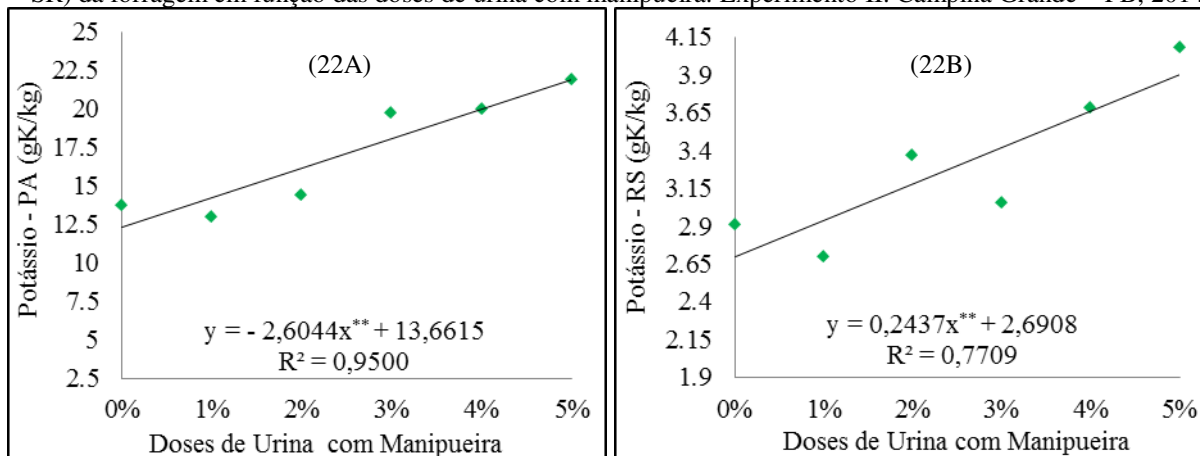 SR) da forragem em função das doses de urina com manipueira. Experimento II. Campina Grande – PB, 2014
(22A)
Potássio - PA (gK/kg)
25
22.5
20
17.5
15
12.5
10
7.5
5
2.5
y = - 2,6044x** + 13,6615
R² = 0,9500
0% 1% 2% 3% 4% 5%
Doses de Urina com Manipueira
(22B)
Potássio - RS (gK/kg)
4.15
3.9
3.65
3.4
3.15
2.9
2.65
2.4
2.15
1.9
y = 0,2437x** + 2,6908
R² = 0,7709
0% 1% 2% 3% 4% 5%
Doses de Urina com Manipueira